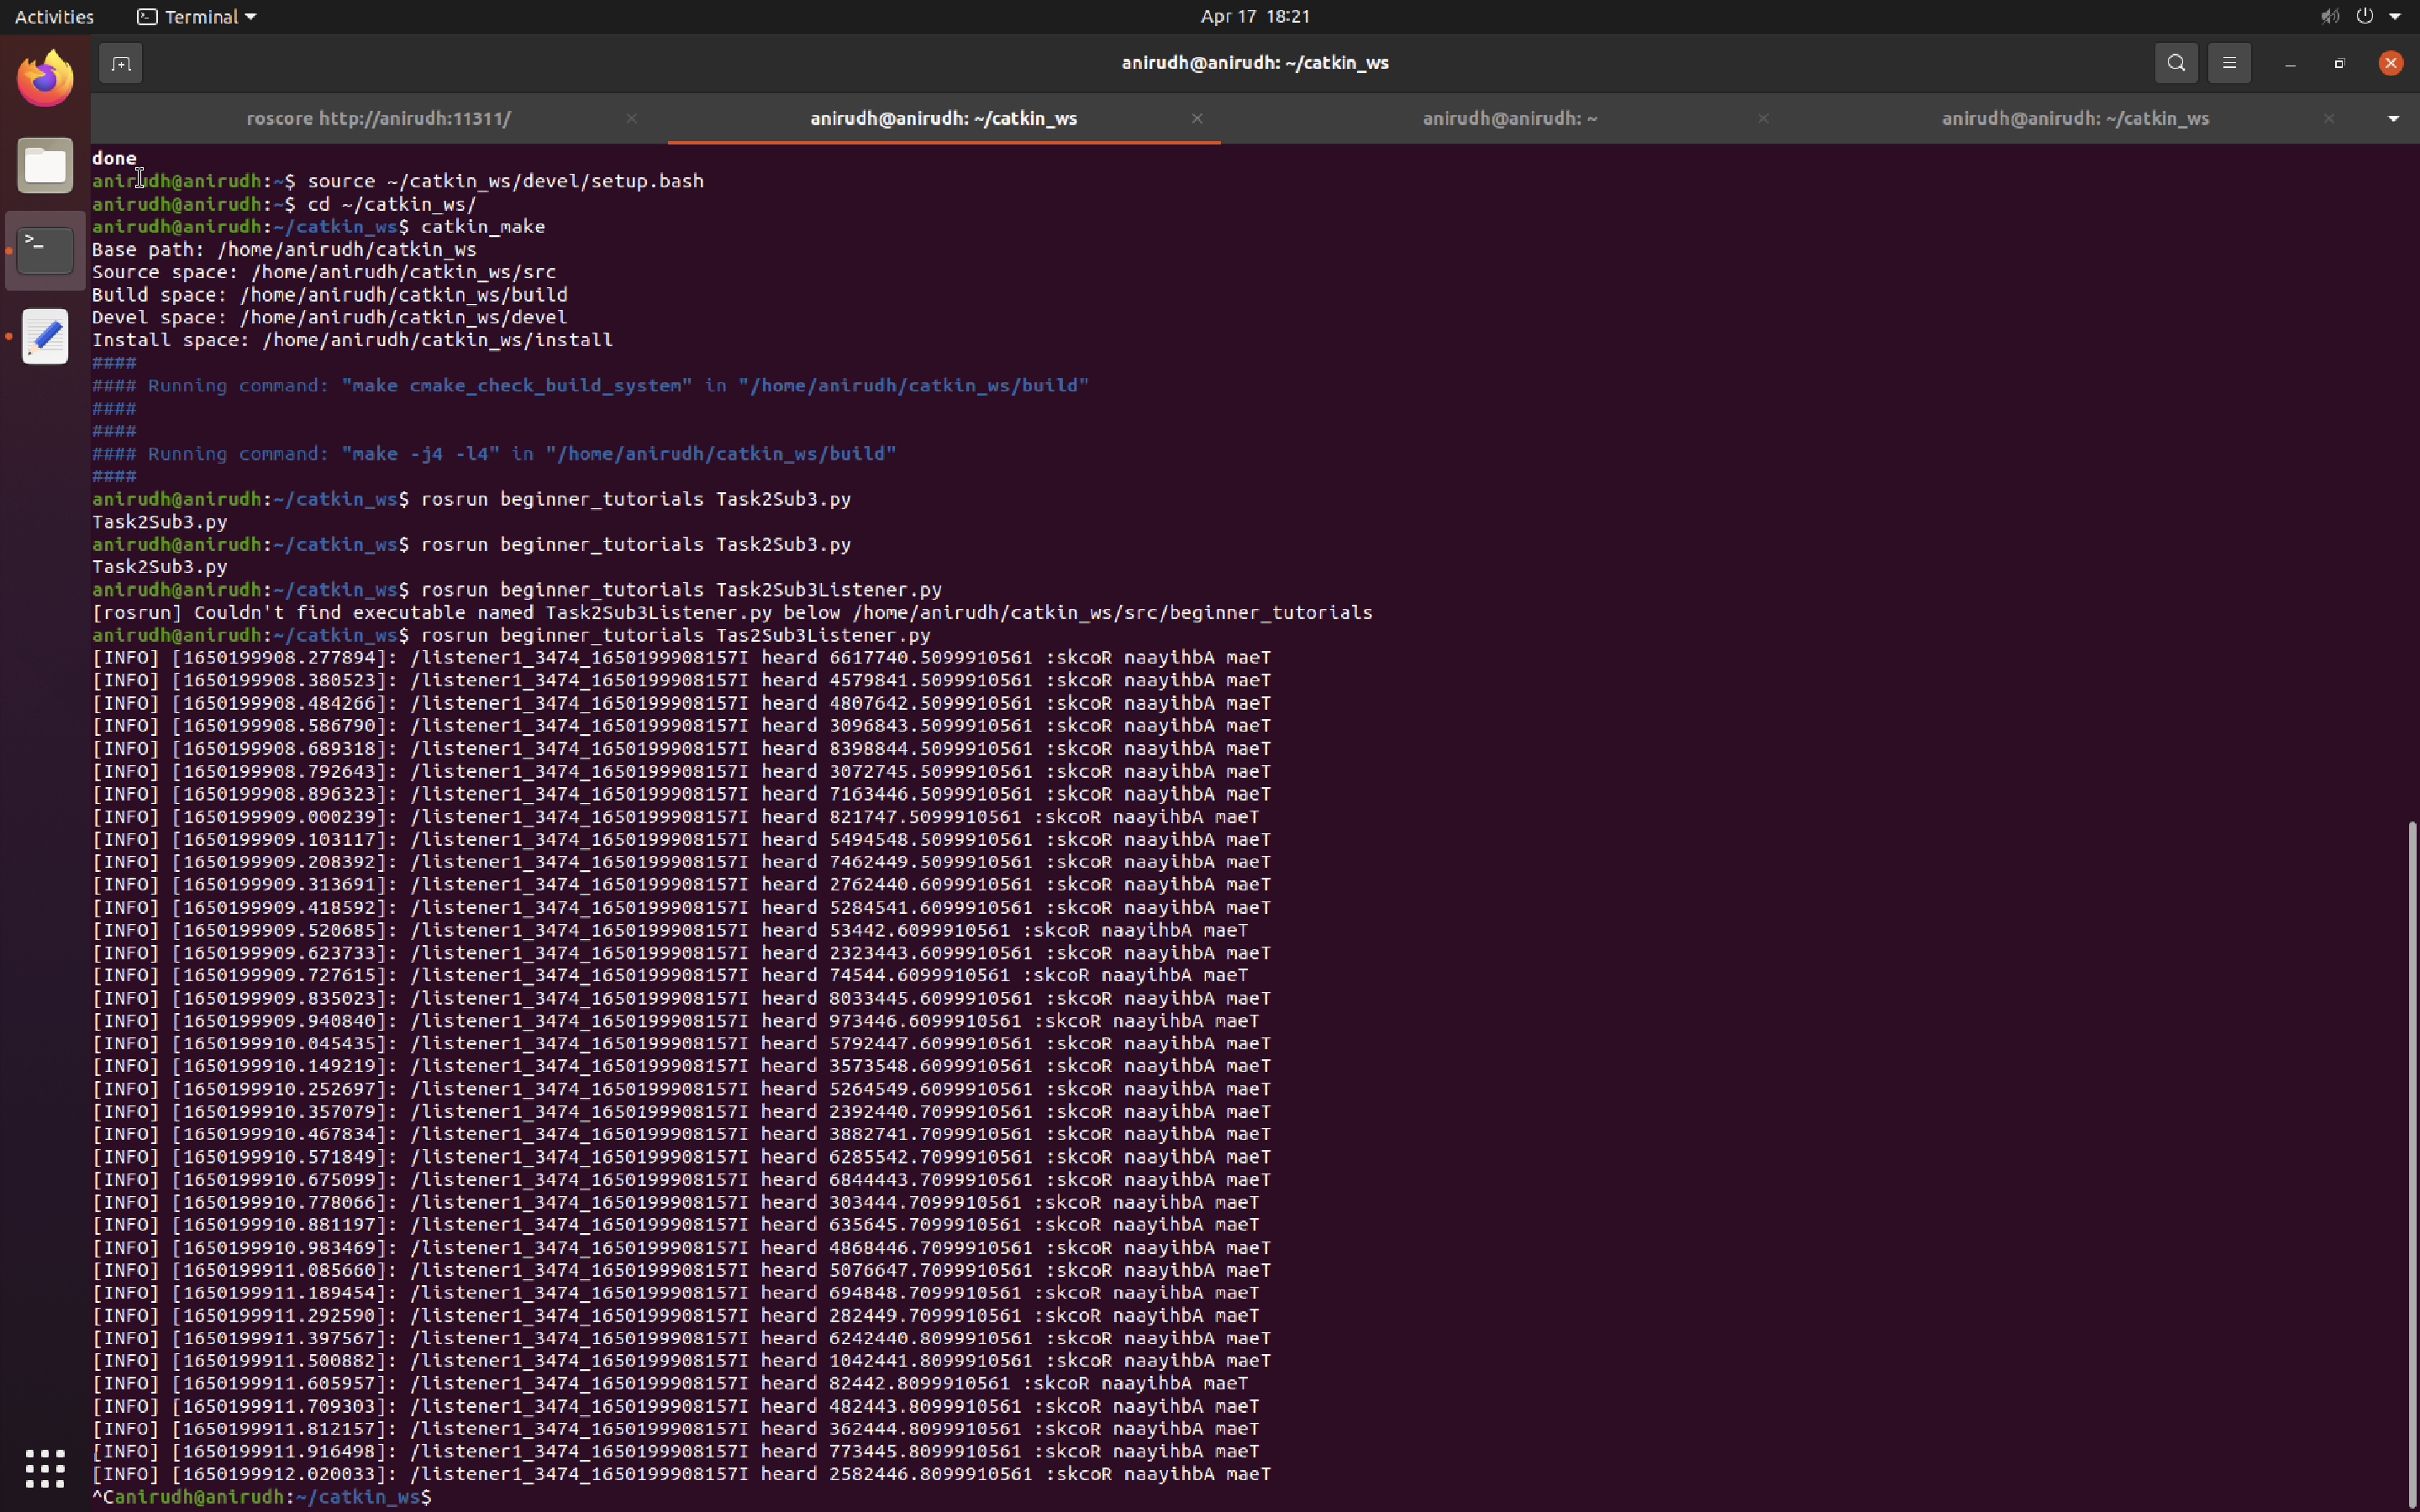 Activities Terminal Apr 17 18:21
anirudh@anirudh: ~/catkin_ws
roscore http://anirudh:11311/ anirudh@anirudh: ~/catkin_ws anirudh@anirudh: ~ anirudh@anirudh: ~/catkin_ws
done
anirudh@anirudh:~$ source ~/catkin_ws/devel/setup.bash
anirudh@anirudh:~$ cd ~/catkin_ws/
anirudh@anirudh:~/catkin_ws$ catkin_make
Base path: /home/anirudh/catkin_ws
Source space: /home/anirudh/catkin_ws/src
Build space: /home/anirudh/catkin_ws/build
Devel space: /home/anirudh/catkin_ws/devel
Install space: /home/anirudh/catkin_ws/install
####
#### Running command: "make cmake_check_build_system" in "/home/anirudh/catkin_ws/build"
####
####
#### Running command: "make -j4 -l4" in "/home/anirudh/catkin_ws/build"
####
anirudh@anirudh:~/catkin_ws$ rosrun beginner_tutorials Task2Sub3.py
Task2Sub3.py
anirudh@anirudh:~/catkin_ws$ rosrun beginner_tutorials Task2Sub3.py
Task2Sub3.py
anirudh@anirudh:~/catkin_ws$ rosrun beginner_tutorials Task2Sub3Listener.py
[rosrun] Couldn't find executable named Task2Sub3Listener.py below /home/anirudh/catkin_ws/src/beginner_tutorials
anirudh@anirudh:~/catkin_ws$ rosrun beginner_tutorials Tas2Sub3Listener.py
[INFO] [1650199908.277894]: /listener1_3474_1650199908157I heard 6617740.5099910561 :skcoR naayihbA maeT
[INFO] [1650199908.380523]: /listener1_3474_1650199908157I heard 4579841.5099910561 :skcoR naayihbA maeT
[INFO] [1650199908.484266]: /listener1_3474_1650199908157I heard 4807642.5099910561 :skcoR naayihbA maeT
[INFO] [1650199908.586790]: /listener1_3474_1650199908157I heard 3096843.5099910561 :skcoR naayihbA maeT
[INFO] [1650199908.689318]: /listener1_3474_1650199908157I heard 8398844.5099910561 :skcoR naayihbA maeT
[INFO] [1650199908.792643]: /listener1_3474_1650199908157I heard 3072745.5099910561 :skcoR naayihbA maeT
[INFO] [1650199908.896323]: /listener1_3474_1650199908157I heard 7163446.5099910561 :skcoR naayihbA maeT
[INFO] [1650199909.000239]: /listener1_3474_1650199908157I heard 821747.5099910561 :skcoR naayihbA maeT
[INFO] [1650199909.103117]: /listener1_3474_1650199908157I heard 5494548.5099910561 :skcoR naayihbA maeT
[INFO] [1650199909.208392]: /listener1_3474_1650199908157I heard 7462449.5099910561 :skcoR naayihbA maeT
[INFO] [1650199909.313691]: /listener1_3474_1650199908157I heard 2762440.6099910561 :skcoR naayihbA maeT
[INFO] [1650199909.418592]: /listener1_3474_1650199908157I heard 5284541.6099910561 :skcoR naayihbA maeT
[INFO] [1650199909.520685]: /listener1_3474_1650199908157I heard 53442.6099910561 :skcoR naayihbA maeT
[INFO] [1650199909.623733]: /listener1_3474_1650199908157I heard 2323443.6099910561 :skcoR naayihbA maeT
[INFO] [1650199909.727615]: /listener1_3474_1650199908157I heard 74544.6099910561 :skcoR naayihbA maeT
[INFO] [1650199909.835023]: /listener1_3474_1650199908157I heard 8033445.6099910561 :skcoR naayihbA maeT
[INFO] [1650199909.940840]: /listener1_3474_1650199908157I heard 973446.6099910561 :skcoR naayihbA maeT
[INFO] [1650199910.045435]: /listener1_3474_1650199908157I heard 5792447.6099910561 :skcoR naayihbA maeT
[INFO] [1650199910.149219]: /listener1_3474_1650199908157I heard 3573548.6099910561 :skcoR naayihbA maeT
[INFO] [1650199910.252697]: /listener1_3474_1650199908157I heard 5264549.6099910561 :skcoR naayihbA maeT
[INFO] [1650199910.357079]: /listener1_3474_1650199908157I heard 2392440.7099910561 :skcoR naayihbA maeT
[INFO] [1650199910.467834]: /listener1_3474_1650199908157I heard 3882741.7099910561 :skcoR naayihbA maeT
[INFO] [1650199910.571849]: /listener1_3474_1650199908157I heard 6285542.7099910561 :skcoR naayihbA maeT
[INFO] [1650199910.675099]: /listener1_3474_1650199908157I heard 6844443.7099910561 :skcoR naayihbA maeT
[INFO] [1650199910.778066]: /listener1_3474_1650199908157I heard 303444.7099910561 :skcoR naayihbA maeT
[INFO] [1650199910.881197]: /listener1_3474_1650199908157I heard 635645.7099910561 :skcoR naayihbA maeT
[INFO] [1650199910.983469]: /listener1_3474_1650199908157I heard 4868446.7099910561 :skcoR naayihbA maeT
[INFO] [1650199911.085660]: /listener1_3474_1650199908157I heard 5076647.7099910561 :skcoR naayihbA maeT
[INFO] [1650199911.189454]: /listener1_3474_1650199908157I heard 694848.7099910561 :skcoR naayihbA maeT
[INFO] [1650199911.292590]: /listener1_3474_1650199908157I heard 282449.7099910561 :skcoR naayihbA maeT
[INFO] [1650199911.397567]: /listener1_3474_1650199908157I heard 6242440.8099910561 :skcoR naayihbA maeT
[INFO] [1650199911.500882]: /listener1_3474_1650199908157I heard 1042441.8099910561 :skcoR naayihbA maeT
[INFO] [1650199911.605957]: /listener1_3474_1650199908157I heard 82442.8099910561 :skcoR naayihbA maeT
[INFO] [1650199911.709303]: /listener1_3474_1650199908157I heard 482443.8099910561 :skcoR naayihbA maeT
[INFO] [1650199911.812157]: /listener1_3474_1650199908157I heard 362444.8099910561 :skcoR naayihbA maeT
[INFO] [1650199911.916498]: /listener1_3474_1650199908157I heard 773445.8099910561 :skcoR naayihbA maeT
[INFO] [1650199912.020033]: /listener1_3474_1650199908157I heard 2582446.8099910561 :skcoR naayihbA maeT
^Canirudh@anirudh:~/catkin_ws$